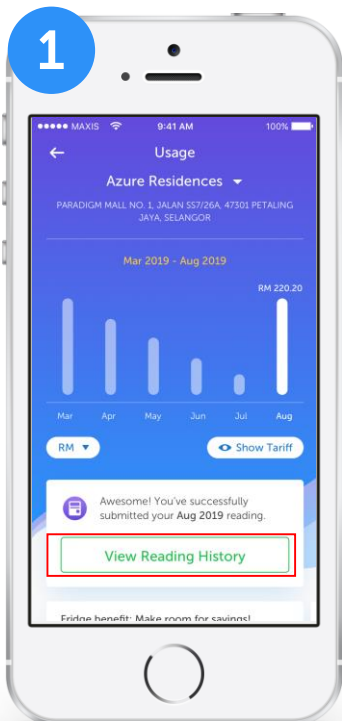 1
MAXIS 9:41 AM 100%
Usage
Azure Residences
PARADIGM MALL NO. 1, JALAN SS7/26A, 47301 PETALING
JAYA, SELANGOR
Mar 2019 - Aug 2019
RM 220.20
Mar Apr May Jun Jul Aug
RM Show Tariff
Awesome! You've successfully
submitted your Aug 2019 reading.
View Reading History
Fridge benefit: Make room for savings!